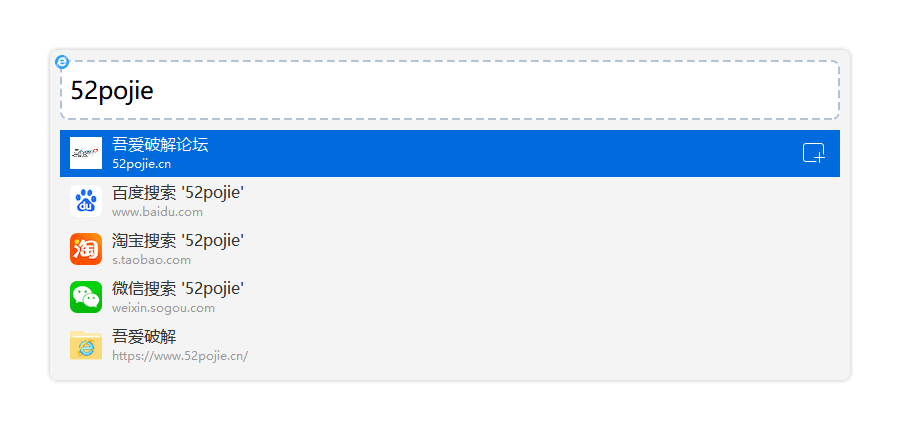 52pojie
吾爱破解论坛
52pojie.cn
百度搜索 '52pojie'
www.baidu.com
淘宝搜索 '52pojie'
s.taobao.com
微信搜索 '52pojie'
weixin.sogou.com
吾爱破解
https://www.52pojie.cn/
du
淘